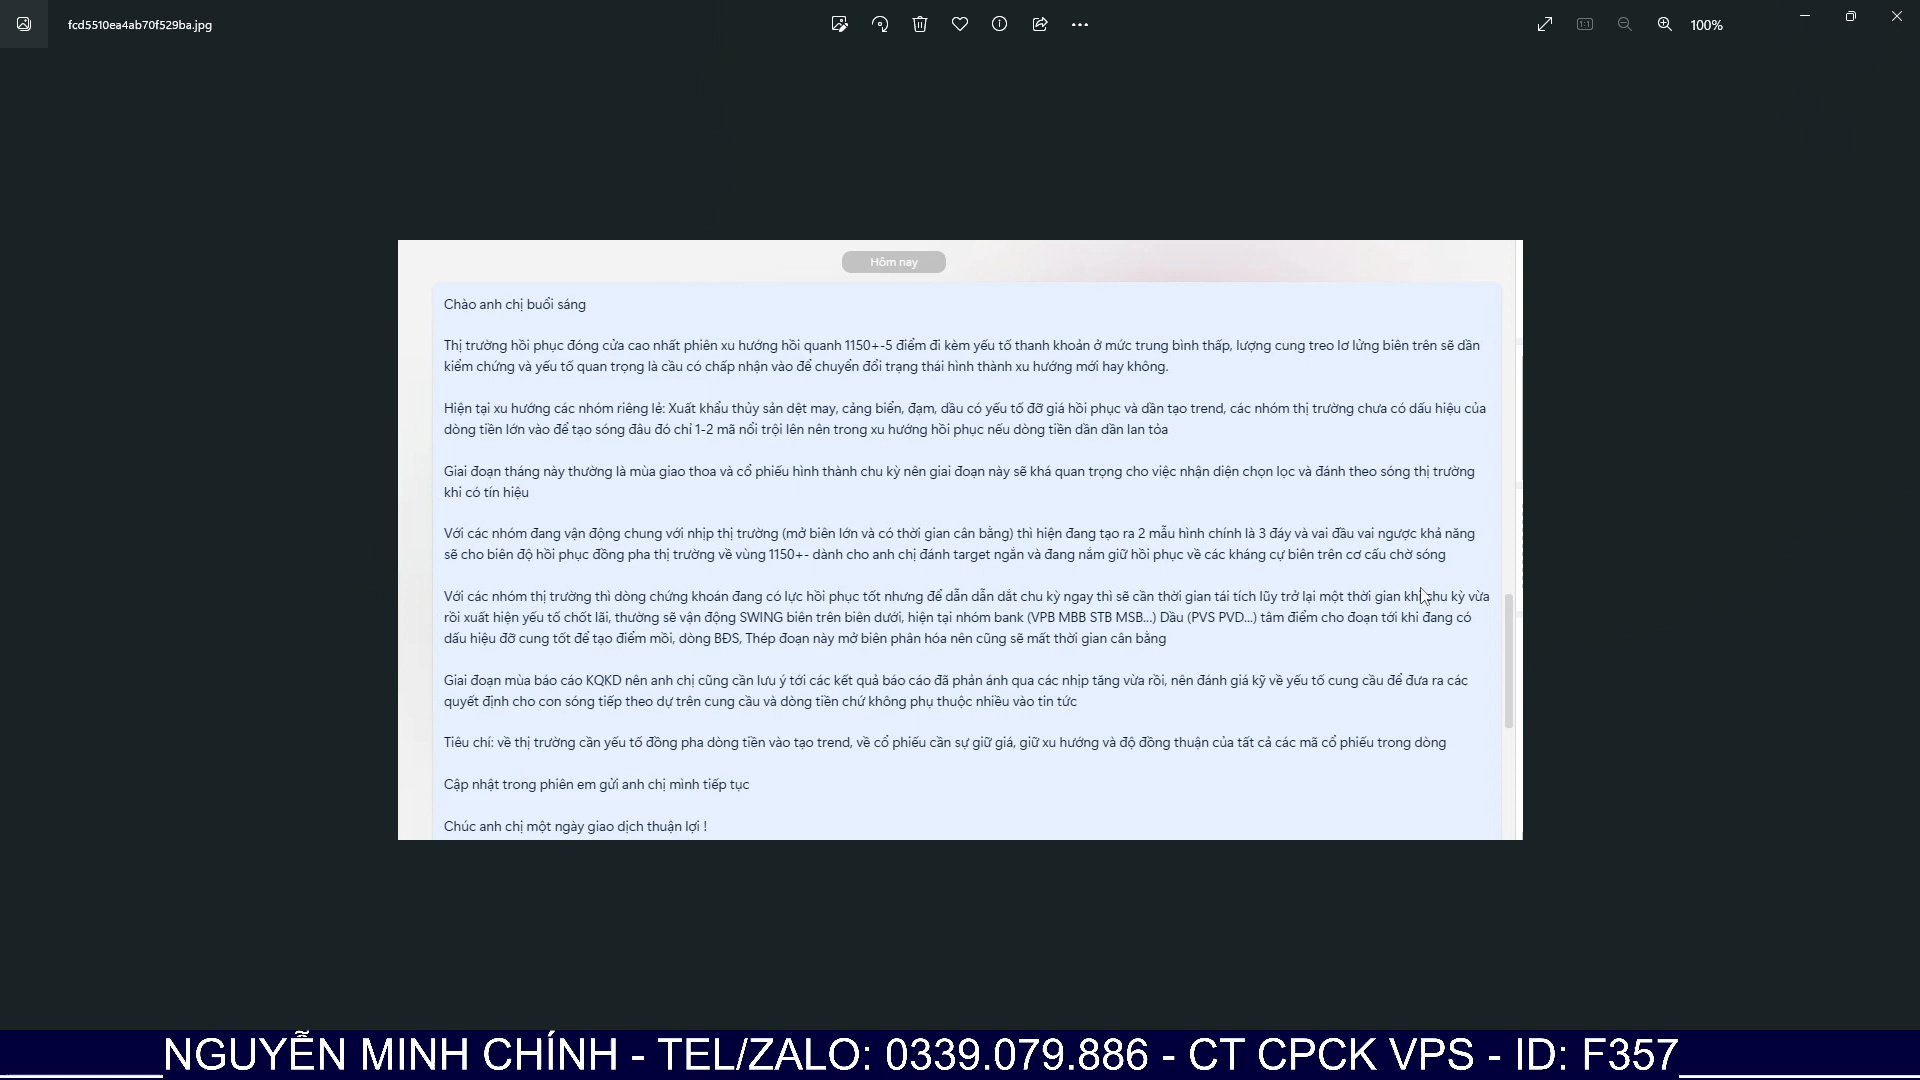 fcd5510ea4ab70f529ba.jpg
100%
Hôm nay
Chào anh chị buổi sáng
Thị trường hồi phục đóng cửa cao nhất phiên xu hướng hồi quanh 1150+-5 điểm đi kèm yếu tố thanh khoản ở mức trung bình thấp, lượng cung treo lơ lửng biên trên sẽ dần
kiểm chứng và yếu tố quan trọng là cầu có chấp nhận vào để chuyển đổi trạng thái hình thành xu hướng mới hay không.
Hiện tại xu hướng các nhóm riêng lẻ: Xuất khẩu thủy sản dệt may, cảng biển, đạm, dầu có yếu tố đỡ giá hồi phục và dần tạo trend, các nhóm thị trường chưa có dấu hiệu của
dòng tiền lớn vào để tạo sóng đâu đó chỉ 1-2 mã nổi trội lên nên trong xu hướng hồi phục nếu dòng tiền dần dần lan tỏa
Giai đoạn tháng này thường là mùa giao thoa và cổ phiếu hình thành chu kỳ nên giai đoạn này sẽ khá quan trọng cho việc nhận diện chọn lọc và đánh theo sóng thị trường
khi có tín hiệu
Với các nhóm đang vận động chung với nhịp thị trường (mở biên lớn và có thời gian cân bằng) thì hiện đang tạo ra 2 mẫu hình chính là 3 đáy và vai đầu vai ngược khả năng
sẽ cho biên độ hồi phục đồng pha thị trường về vùng 1150+- dành cho anh chị đánh target ngắn và đang nắm giữ hồi phục về các kháng cự biên trên cơ cấu chờ sóng
Với các nhóm thị trường thì dòng chứng khoán đang có lực hồi phục tốt nhưng để dẫn dẫn dắt chu kỳ ngay thì sẽ cần thời gian tái tích lũy trở lại một thời gian khi chu kỳ vừa
rồi xuất hiện yếu tố chốt lãi, thường sẽ vận động SWING biên trên biên dưới, hiện tại nhóm bank (VPB MBB STB MSB...) Dầu (PVS PVD...) tâm điểm cho đoạn tới khi đang có
dấu hiệu đỡ cung tốt để tạo điểm mồi, dòng BĐS, Thép đoạn này mở biên phân hóa nên cũng sẽ mất thời gian cân bằng
Giai đoạn mùa báo cáo KQKD nên anh chị cũng cần lưu ý tới các kết quả báo cáo đã phản ánh qua các nhịp tăng vừa rồi, nên đánh giá kỹ về yếu tố cung cầu để đưa ra các
quyết định cho con sóng tiếp theo dự trên cung cầu và dòng tiền chứ không phụ thuộc nhiều vào tin tức
Tiêu chí: về thị trường cần yếu tố đồng pha dòng tiền vào tạo trend, về cổ phiếu cần sự giữ giá, giữ xu hướng và độ đồng thuận của tất cả các mã cổ phiếu trong dòng
Cập nhật trong phiên em gửi anh chị mình tiếp tục
Chúc anh chị một ngày giao dịch thuận lợi !
NGUYỄN MINH CHÍNH - TEL/ZALO: 0339.079.886 - CT CPCK VPS - ID: F357